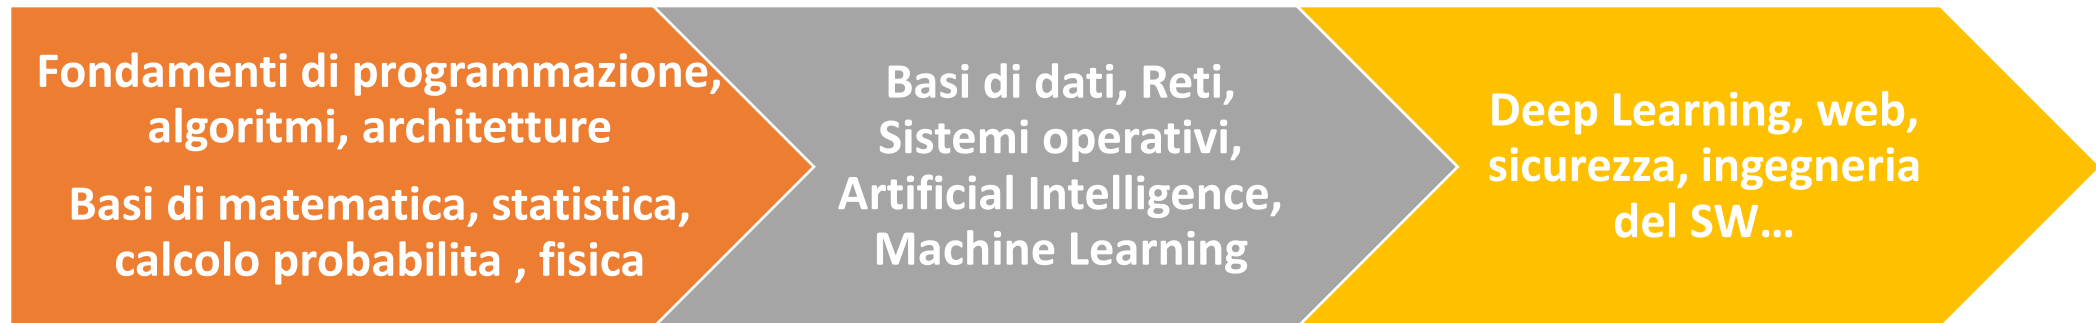 Fondamenti di programmazione,
algoritmi, architetture
Basi di matematica, statistica,
calcolo probabilita , fisica
Basi di dati, Reti,
Sistemi operativi,
Artificial Intelligence,
Machine Learning
Deep Learning, web,
sicurezza, ingegneria
del SW…